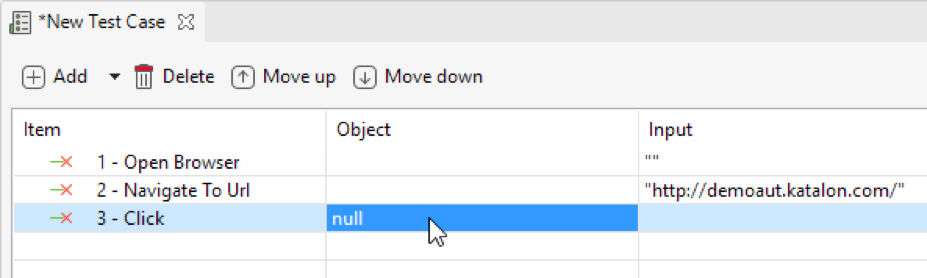 *New Test Case
Add Delete Move up Move down
Item Object Input
1 - Open Browser ""
2 - Navigate To Url "http://demoaut.katalon.com/"
3 - Click null